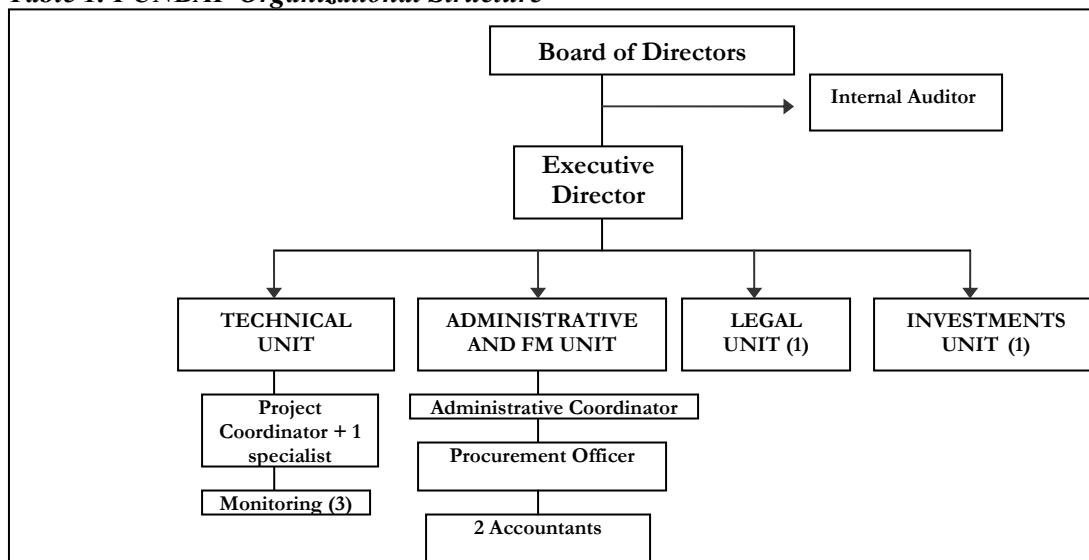 Table 1: FUNBAP Organizational Structure
Board of Directors
Internal Auditor
Executive
Director
TECHNICAL
UNIT
ADMINISTRATIVE
AND FM UNIT
LEGAL
UNIT (1)
INVESTMENTS
UNIT (1)
Project
Coordinator + 1
specialist
Administrative Coordinator
Procurement Officer
Monitoring (3)
2 Accountants